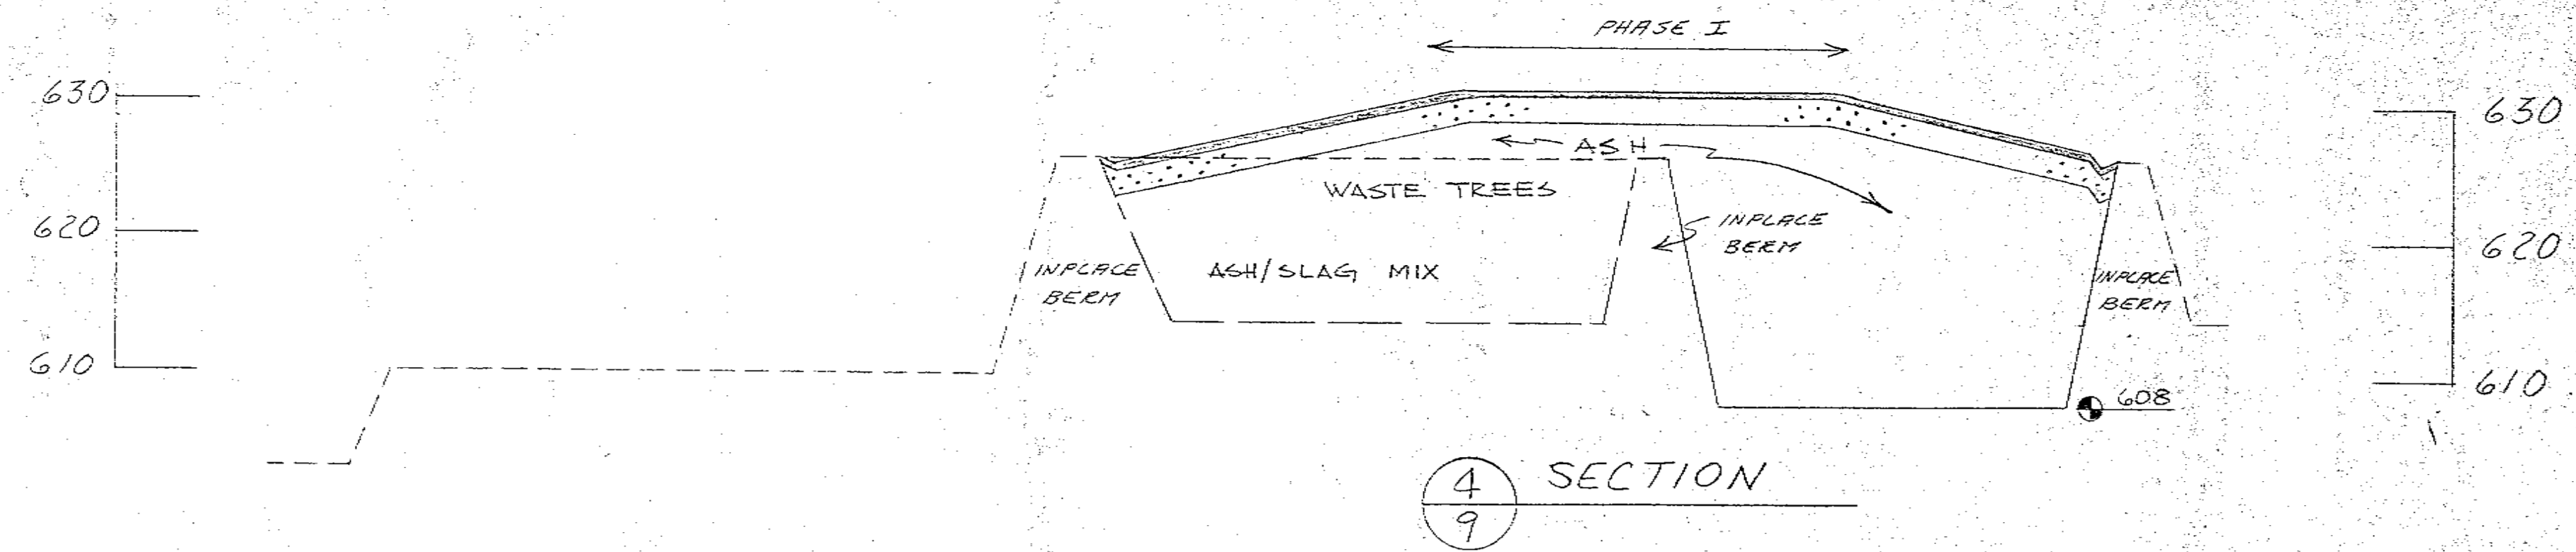 PHASE I
630
630
ASH
WASTE TREES
INPLACE
BERM
620
620
INPLACE
BERM
ASH/SLAG MIX
INPLACE
BERM
610
610
608
4
9
SECTION